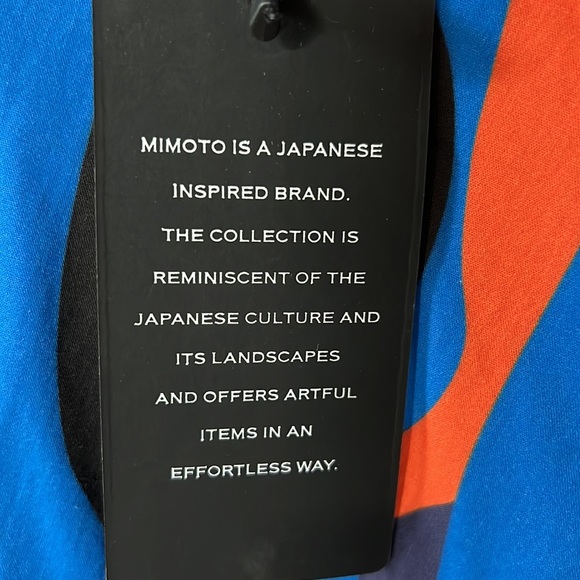 MIMOTO IS A JAPANESE
INSPIRED BRAND.
THE COLLECTION IS
REMINISCENT OF THE
JAPANESE CULTURE AND
ITS LANDSCAPES
AND OFFERS ARTFUL
ITEMS IN AN
EFFORTLESS WAY.